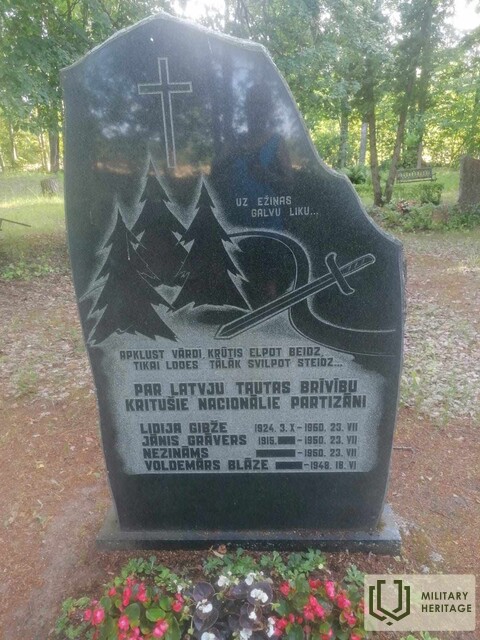 UZ EŽIŅAS
GALVU LIKU...
APKLUST VĀRDI, KRŪTIS ELPOT BEIDZ,
TIKAI LODES TĀLĀK SVILPOT STEIDZ...
PAR LATVJU TAUTAS BRĪVĪBU
KRITUŠIE NACIONĀLIE PARTIZĀNI
LIDIJA GIBŽE 1924. 3. X - 1950. 23. VII
JĀNIS GRĀVERS 1915. - 1950. 23. VII
NEZINĀMS - 1950. 23. VII
VOLDEMĀRS BLĀZE - 1948. 18. VI
MILITARY
HERITAGE